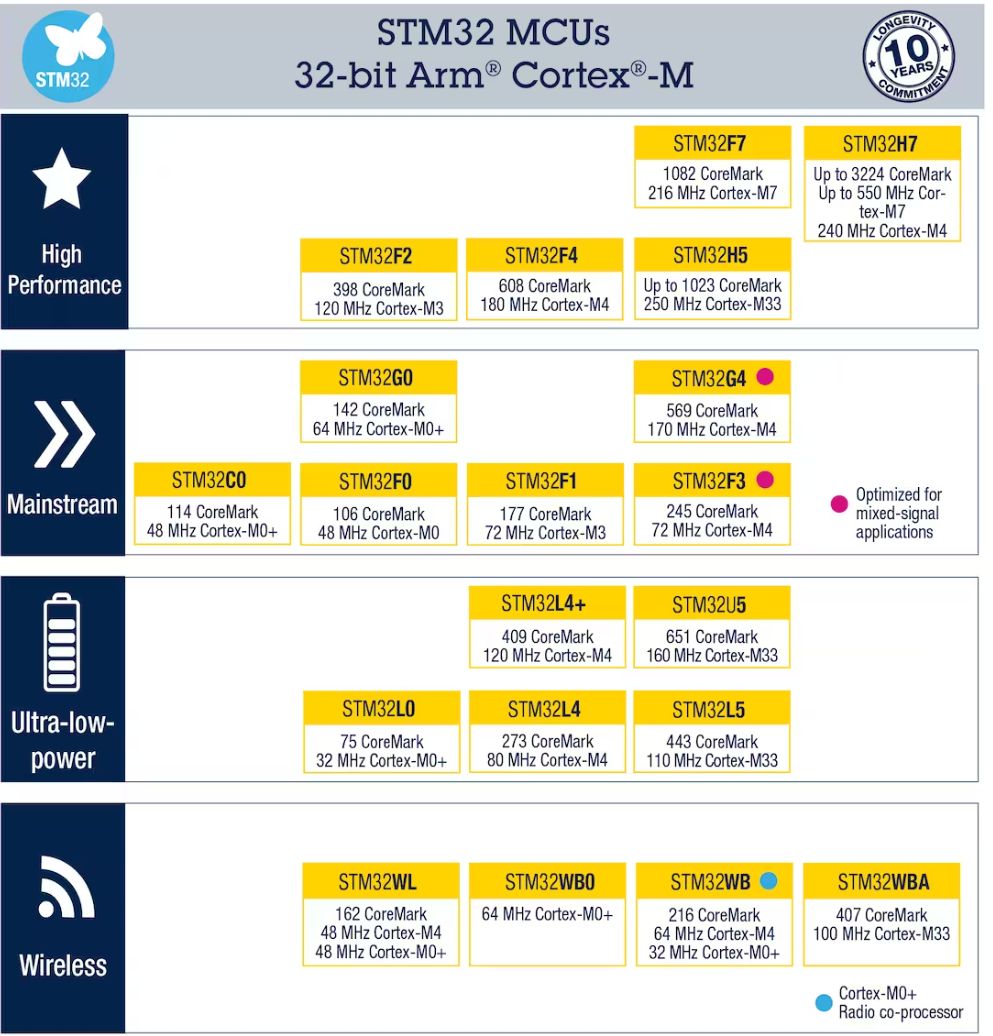 STM32
STM32 MCUs
32-bit Arm® Cortex®-M
LONGEVITY
10
YEARS
COMMITMENT
High
Performance
STM32F7
1082 CoreMark
216 MHz Cortex-M7
STM32H7
Up to 3224 CoreMark
Up to 550 MHz Cor-
tex-M7
240 MHz Cortex-M4
STM32F2
398 CoreMark
120 MHz Cortex-M3
STM32F4
608 CoreMark
180 MHz Cortex-M4
STM32H5
Up to 1023 CoreMark
250 MHz Cortex-M33
Mainstream
STM32G0
142 CoreMark
64 MHz Cortex-M0+
STM32G4
569 CoreMark
170 MHz Cortex-M4
STM32C0
114 CoreMark
48 MHz Cortex-M0+
STM32F0
106 CoreMark
48 MHz Cortex-M0
STM32F1
177 CoreMark
72 MHz Cortex-M3
STM32F3
245 CoreMark
72 MHz Cortex-M4
Optimized for
mixed-signal
applications
Ultra-low-
power
STM32L4+
409 CoreMark
120 MHz Cortex-M4
STM32U5
651 CoreMark
160 MHz Cortex-M33
STM32L0
75 CoreMark
32 MHz Cortex-M0+
STM32L4
273 CoreMark
80 MHz Cortex-M4
STM32L5
443 CoreMark
110 MHz Cortex-M33
Wireless
STM32WL
162 CoreMark
48 MHz Cortex-M4
48 MHz Cortex-M0+
STM32WB0
64 MHz Cortex-M0+
STM32WB
216 CoreMark
64 MHz Cortex-M4
32 MHz Cortex-M0+
STM32WBA
407 CoreMark
100 MHz Cortex-M33
Cortex-M0+
Radio co-processor